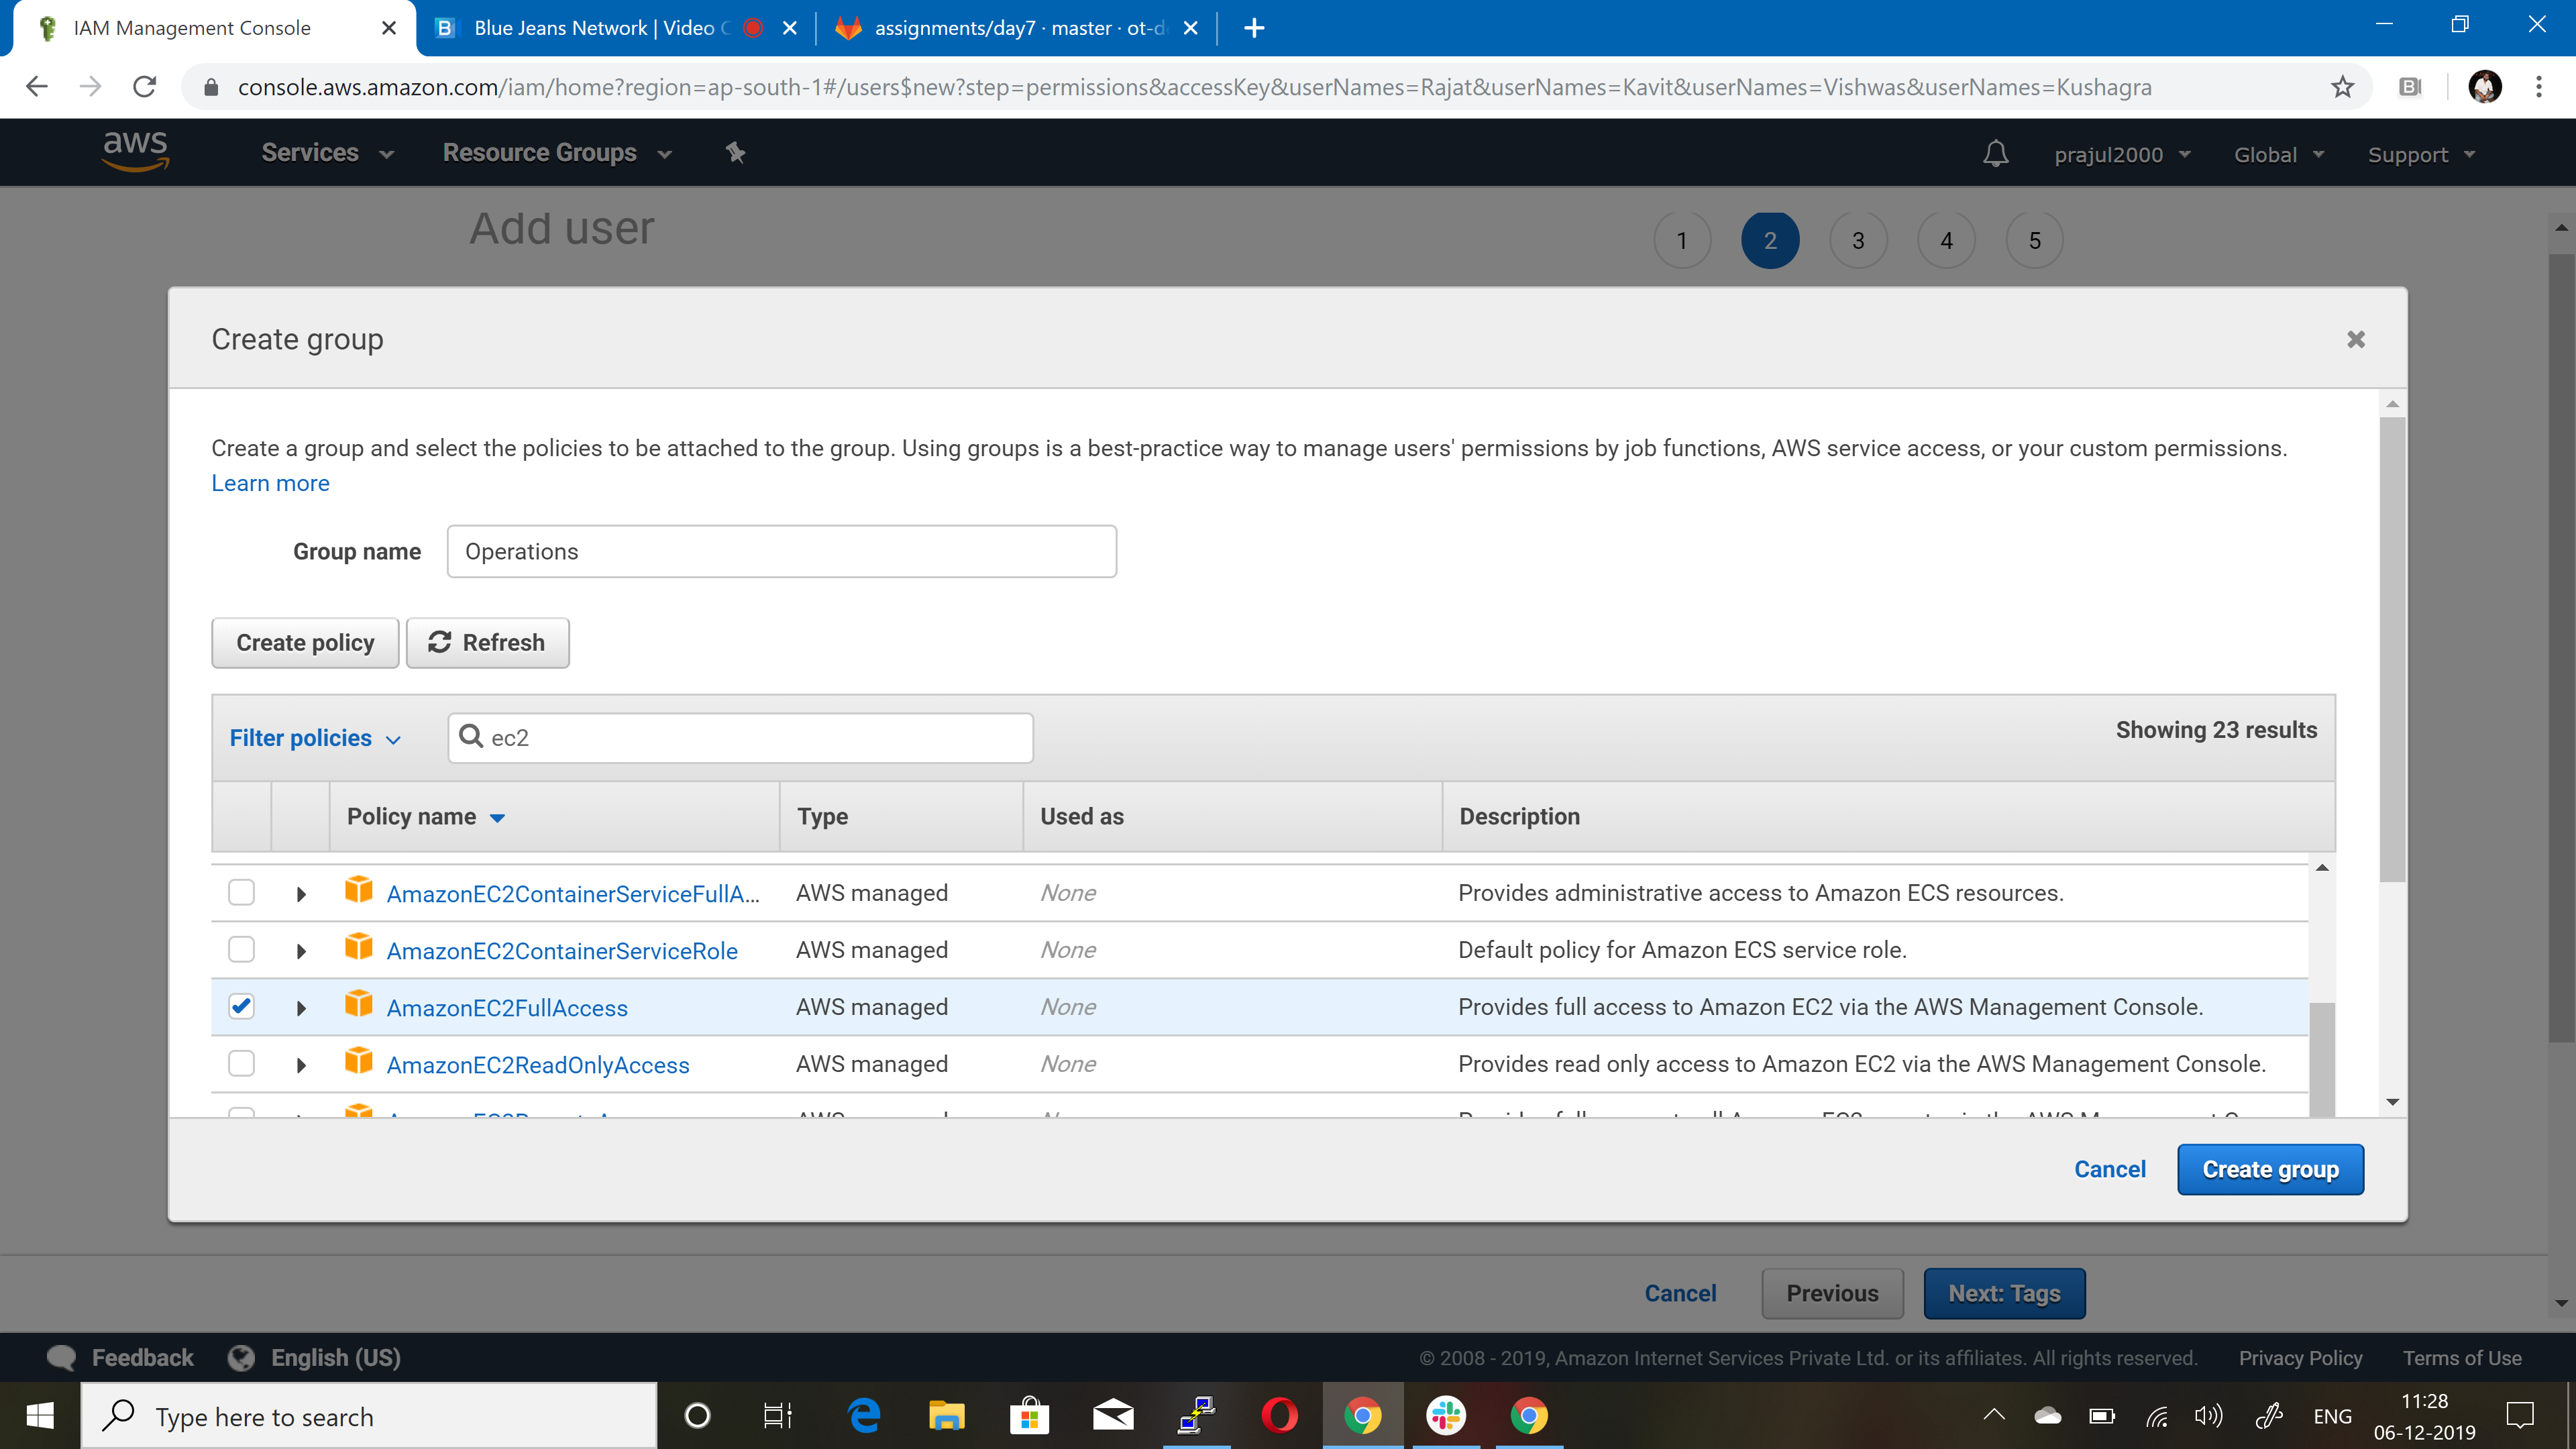 IAM Management Console
Blue Jeans Network | Video C
assignments/day7 · master · ot-d
console.aws.amazon.com/iam/home?region=ap-south-1#/users$new?step=permissions&accessKey&userNames=Rajat&userNames=Kavit&userNames=Vishwas&userNames=Kushagra
aws Services Resource Groups prajul2000 Global Support
Add user 1 2 3 4 5
Create group
Create a group and select the policies to be attached to the group. Using groups is a best-practice way to manage users' permissions by job functions, AWS service access, or your custom permissions.
Learn more
Group name Operations
Create policy Refresh
Filter policies ec2 Showing 23 results
Policy name Type Used as Description
AmazonEC2ContainerServiceFullA... AWS managed None Provides administrative access to Amazon ECS resources.
AmazonEC2ContainerServiceRole AWS managed None Default policy for Amazon ECS service role.
AmazonEC2FullAccess AWS managed None Provides full access to Amazon EC2 via the AWS Management Console.
AmazonEC2ReadOnlyAccess AWS managed None Provides read only access to Amazon EC2 via the AWS Management Console.
Cancel Create group
Cancel Previous Next: Tags
Feedback English (US) © 2008 - 2019, Amazon Internet Services Private Ltd. or its affiliates. All rights reserved. Privacy Policy Terms of Use
Type here to search ENG 11:28
06-12-2019